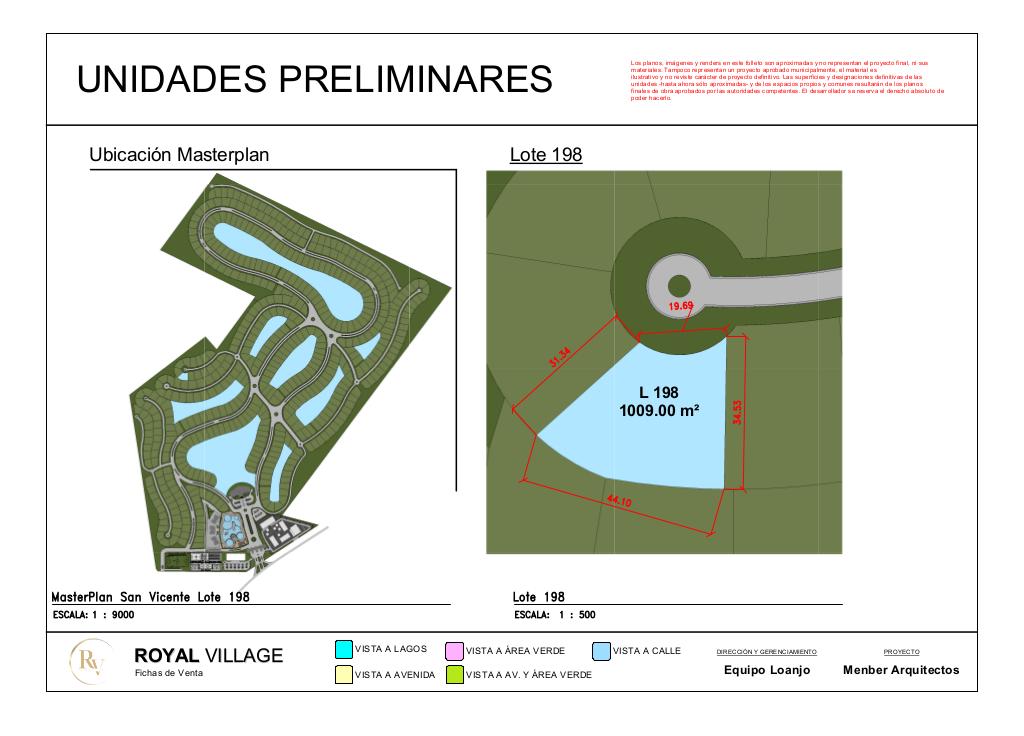 UNIDADES PRELIMINARES
Los planos, imágenes y renders en este folleto son aproximadas y no representan el proyecto final, ni sus
materiales. Tampoco representan un proyecto aprobado municipalmente, el material es
ilustrativo y no reviste carácter de proyecto definitivo. Las superficies y designaciones definitivas de las
unidades -hasta ahora sólo aproximadas- y de los espacios propios y comunes resultarán de los planos
finales de obra aprobados por las autoridades competentes. El desarrollador se reserva el derecho absoluto de
poder hacerlo.
Ubicación Masterplan
Lote 198
19.69
31.34
L 198
1009.00 m²
34.53
44.10
MasterPlan San Vicente Lote 198
ESCALA: 1 : 9000
Lote 198
ESCALA: 1 : 500
RV
ROYAL VILLAGE
Fichas de Venta
VISTA A LAGOS
VISTA A ÁREA VERDE
VISTA A CALLE
VISTA A AVENIDA
VISTA A AV. Y ÁREA VERDE
DIRECCIÓN Y GERENCIAMIENTO
Equipo Loanjo
PROYECTO
Menber Arquitectos